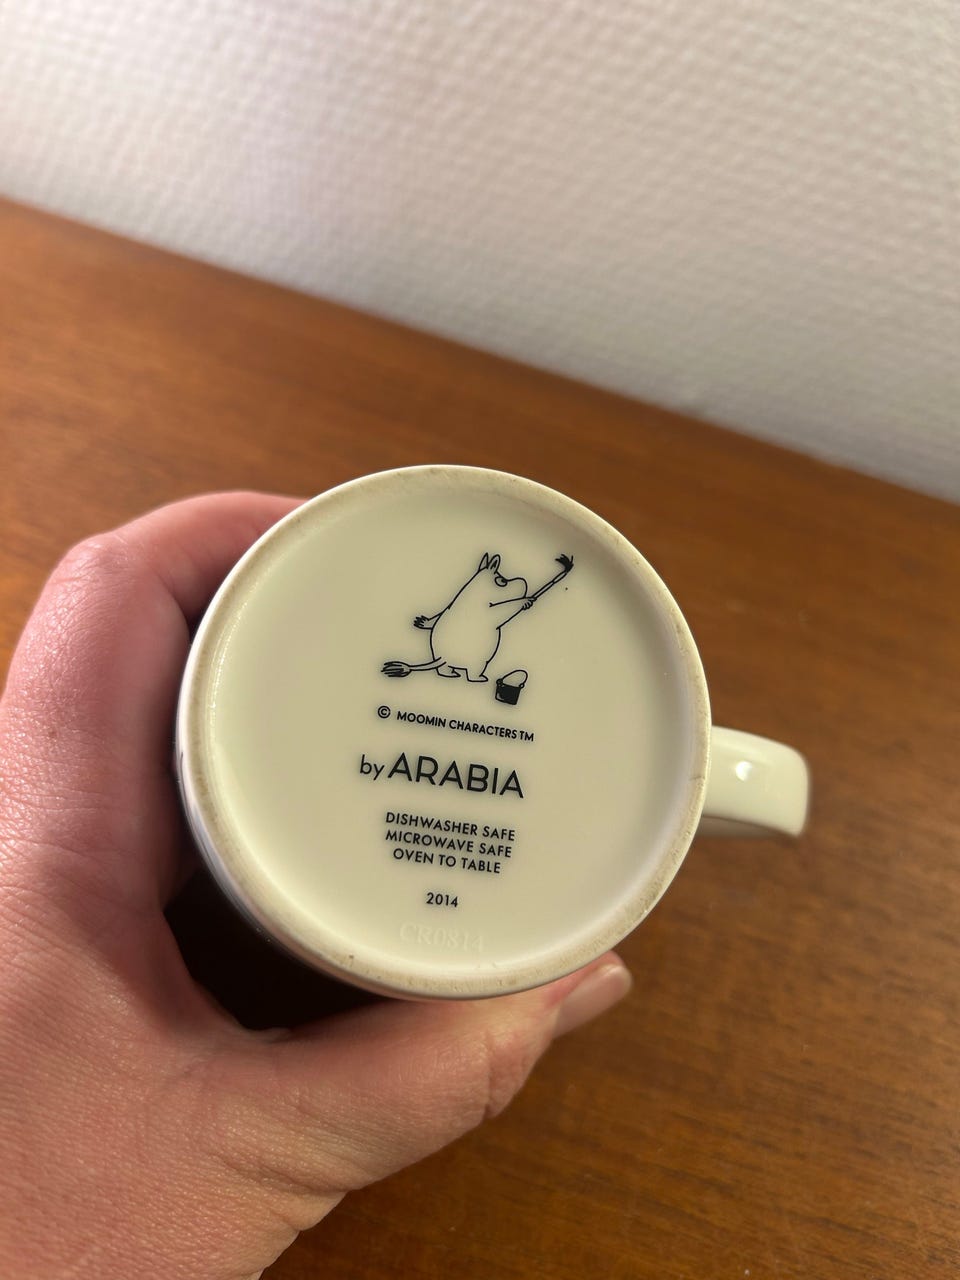 © MOOMIN CHARACTERS TM
by ARABIA
DISHWASHER SAFE
MICROWAVE SAFE
OVEN TO TABLE
2014
CR0814